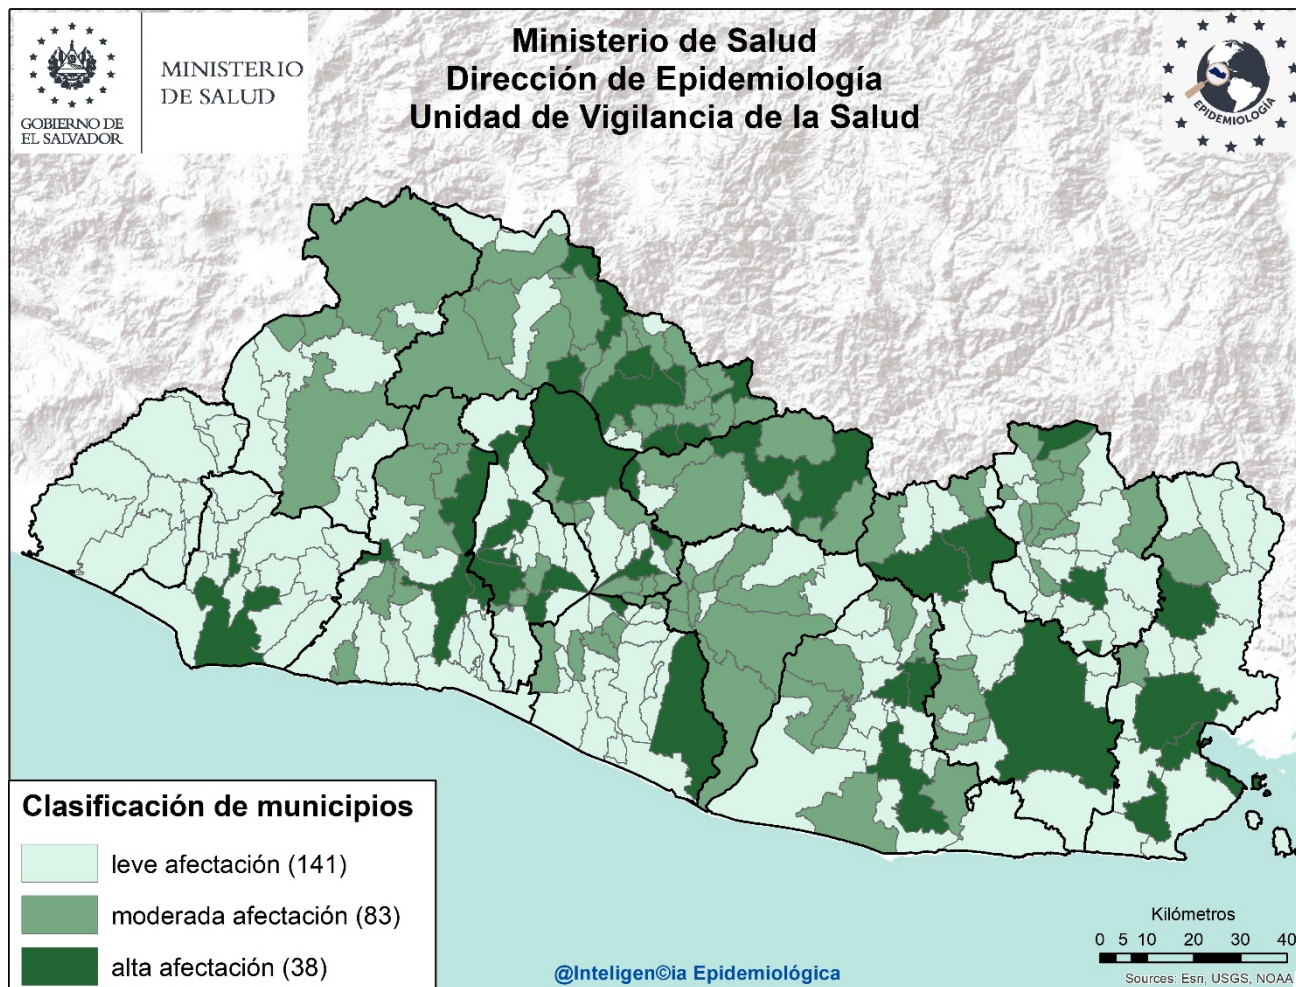 GOBIERNO DE
EL SALVADOR
MINISTERIO
DE SALUD
Ministerio de Salud
Dirección de Epidemiología
Unidad de Vigilancia de la Salud
EPIDEMIOLOGÍA
Clasificación de municipios
leve afectación (141)
moderada afectación (83)
alta afectación (38)
@Inteligen©ia Epidemiológica
Kilómetros
0 5 10 20 30 40
Sources: Esri, USGS, NOAA